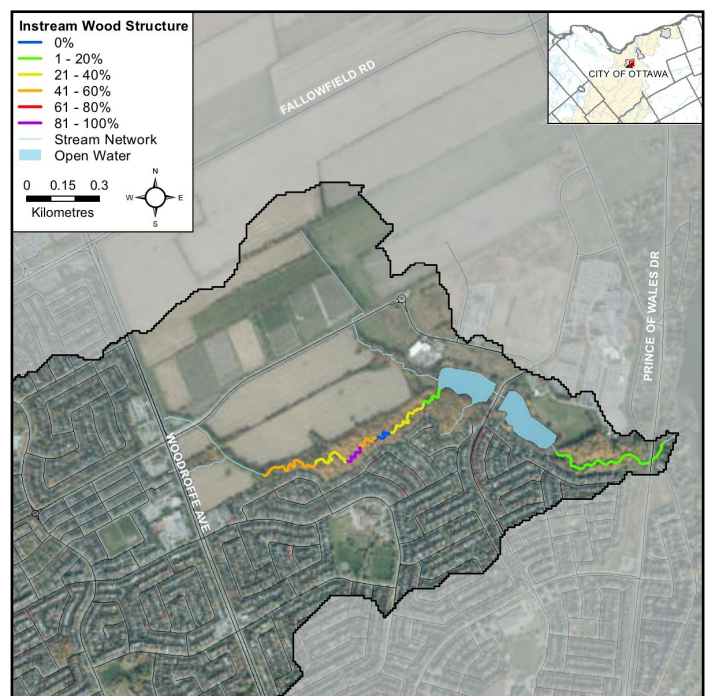 Instream Wood Structure
0%
1 - 20%
21 - 40%
41 - 60%
61 - 80%
81 - 100%
Stream Network
Open Water
0 0.15 0.3
Kilometres
N
W E
S
CITY OF OTTAWA
FALLOWFIELD RD
PRINCE OF WALES DR
WOODROFFE AVE